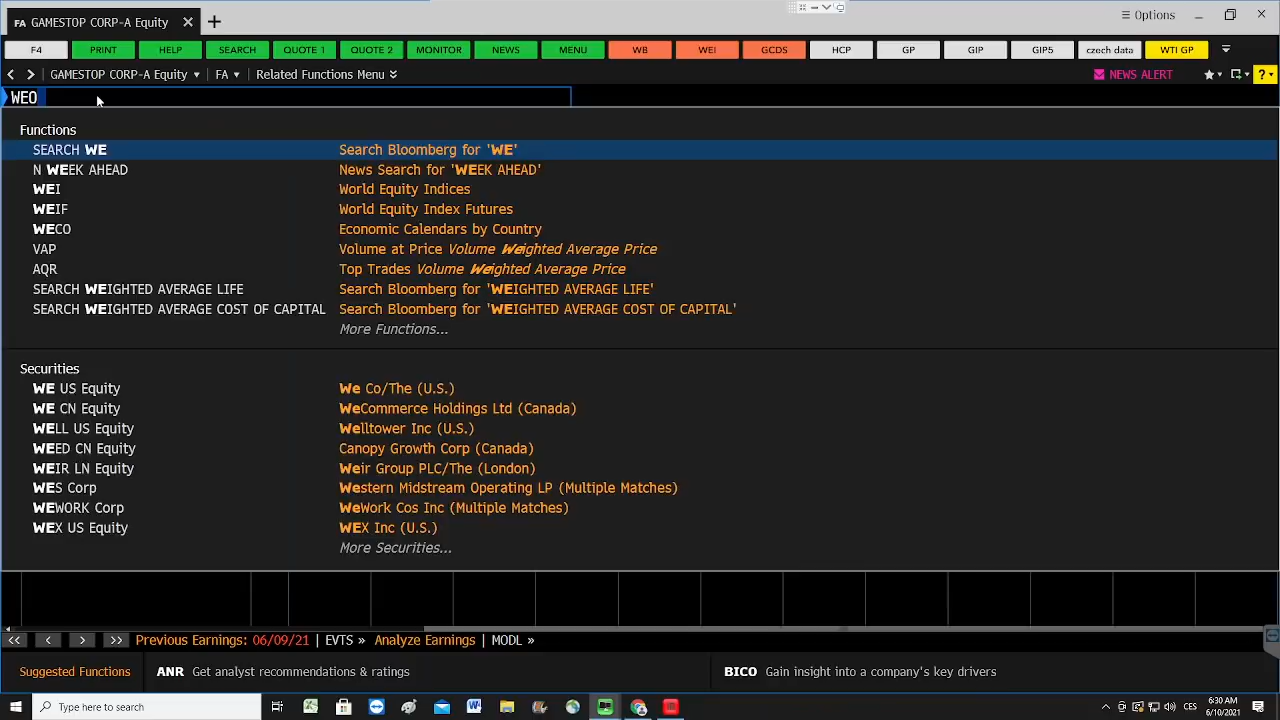 FA GAMESTOP CORP-A Equity
Options
F4 PRINT HELP SEARCH QUOTE 1 QUOTE 2 MONITOR NEWS MENU WB WEI GCDS HCP GP GIP GIP5 czech data WTI GP
GAMESTOP CORP-A Equity FA Related Functions Menu NEWS ALERT ?
WEO
Functions
SEARCH WE Search Bloomberg for 'WE'
N WEEK AHEAD News Search for 'WEEK AHEAD'
WEI World Equity Indices
WEIF World Equity Index Futures
WECO Economic Calendars by Country
VAP Volume at Price Volume Weighted Average Price
AQR Top Trades Volume Weighted Average Price
SEARCH WEIGHTED AVERAGE LIFE Search Bloomberg for 'WEIGHTED AVERAGE LIFE'
SEARCH WEIGHTED AVERAGE COST OF CAPITAL Search Bloomberg for 'WEIGHTED AVERAGE COST OF CAPITAL'
More Functions...
Securities
WE US Equity We Co/The (U.S.)
WE CN Equity WeCommerce Holdings Ltd (Canada)
WELL US Equity Welltower Inc (U.S.)
WEED CN Equity Canopy Growth Corp (Canada)
WEIR LN Equity Weir Group PLC/The (London)
WES Corp Western Midstream Operating LP (Multiple Matches)
WEWORK Corp WeWork Cos Inc (Multiple Matches)
WEX US Equity WEX Inc (U.S.)
More Securities...
<< < > >> Previous Earnings: 06/09/21 | EVTS » Analyze Earnings | MODL »
Suggested Functions ANR Get analyst recommendations & ratings BICO Gain insight into a company's key drivers
Type here to search CES 6:30 AM
6/10/2021